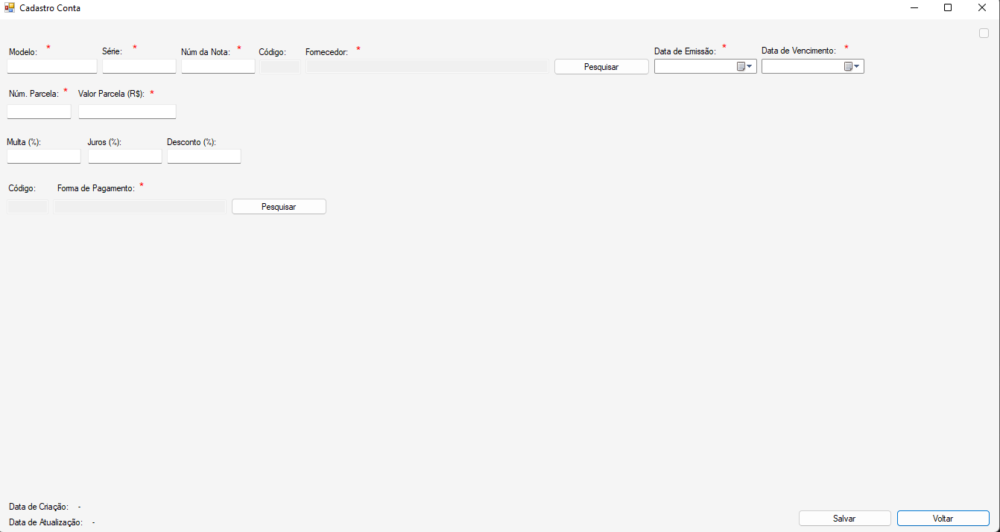 Cadastro Conta
Modelo: * Série: * Núm da Nota: * Código: Fornecedor: * Pesquisar Data de Emissão: * Data de Vencimento: *
Núm. Parcela: * Valor Parcela (R$): *
Multa (%): Juros (%): Desconto (%):
Código: Forma de Pagamento: * Pesquisar
Data de Criação: -
Data de Atualização: -
Salvar Voltar